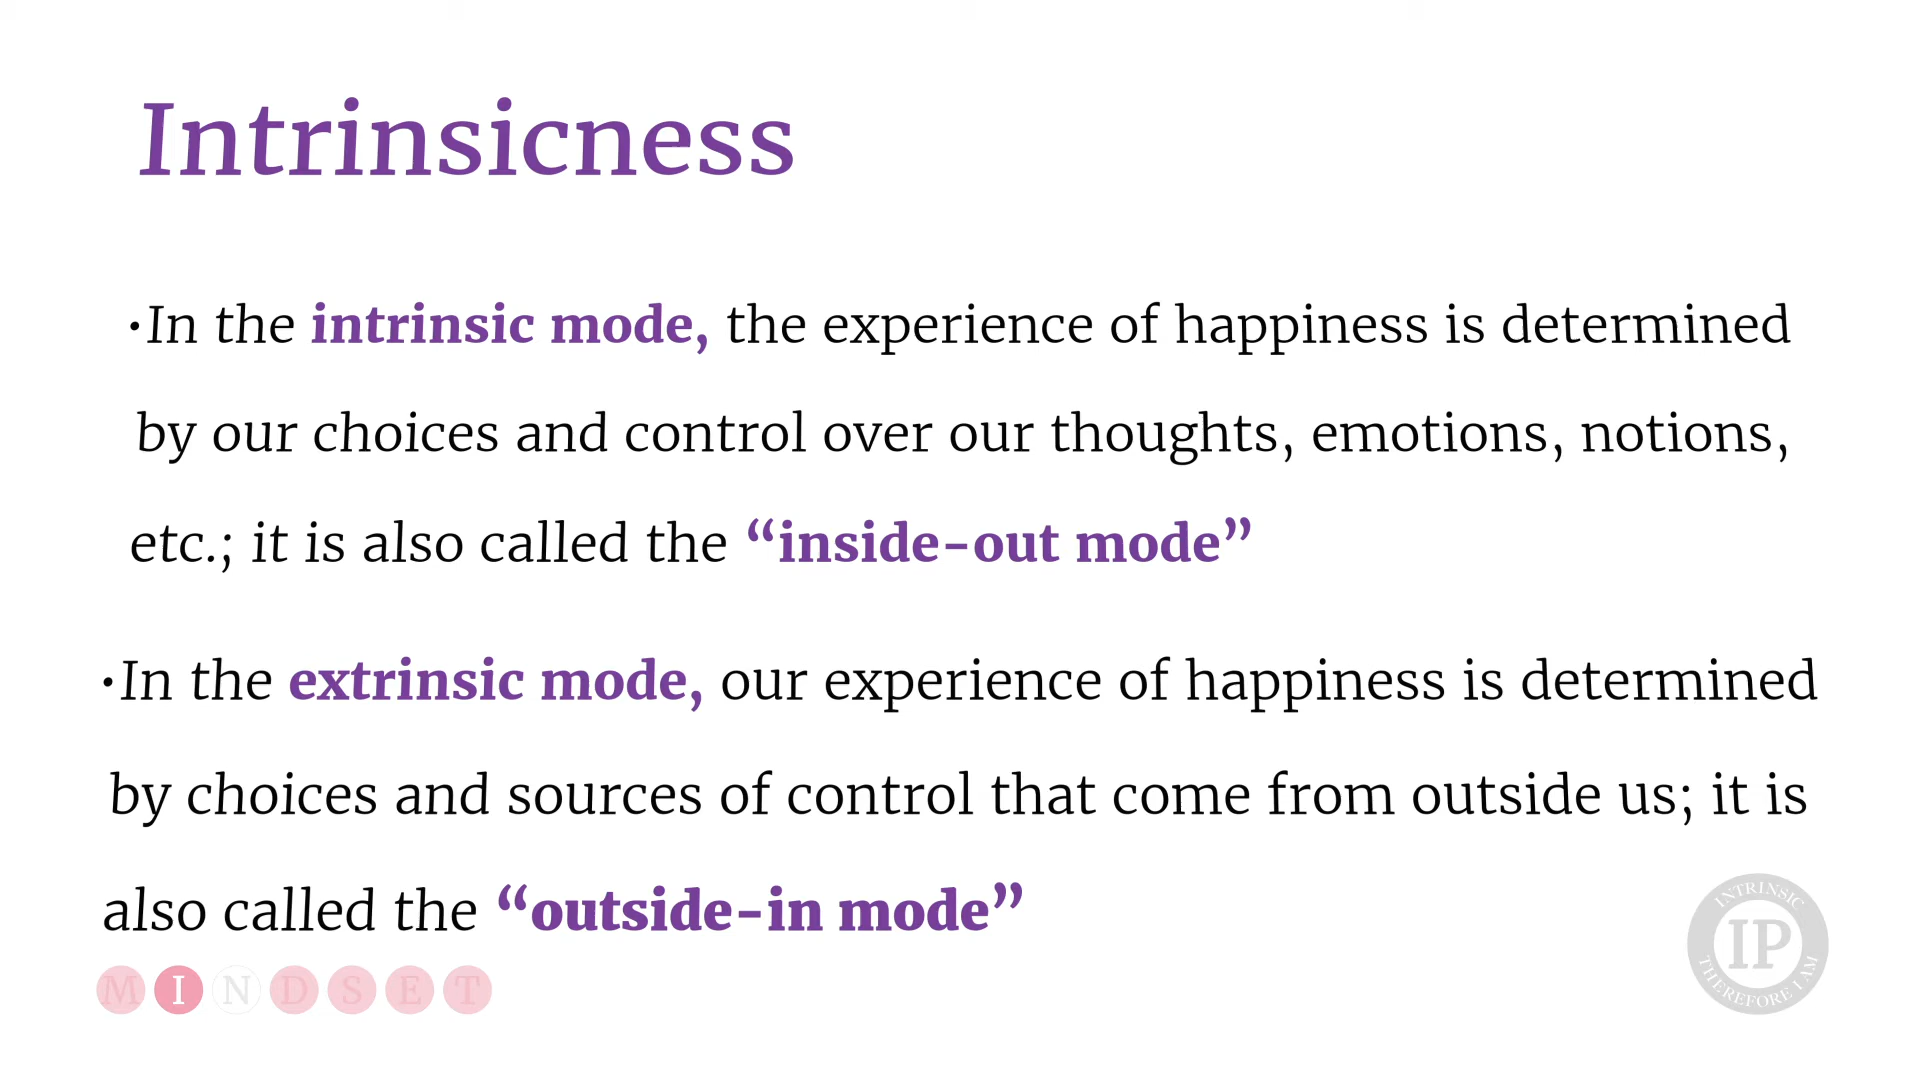 Intrinsicness
•In the intrinsic mode, the experience of happiness is determined
by our choices and control over our thoughts, emotions, notions,
etc.; it is also called the “inside-out mode”
•In the extrinsic mode, our experience of happiness is determined
by choices and sources of control that come from outside us; it is
also called the “outside-in mode”
MINDSET
INTRINSIC
IP
THEREFORE I AM